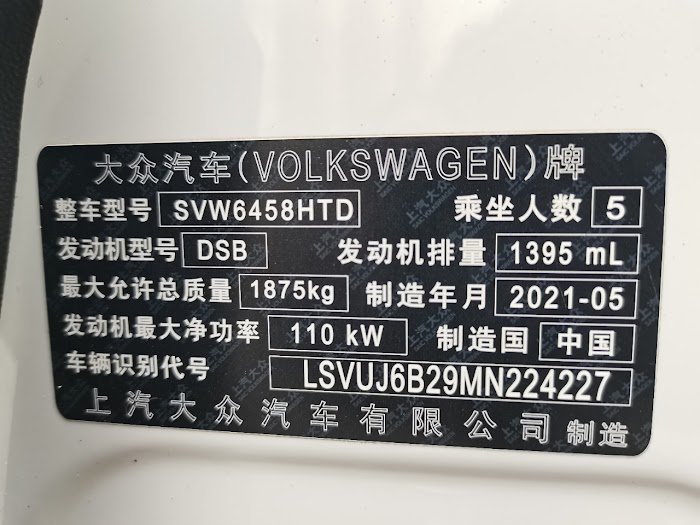 大众汽车(VOLKSWAGEN)牌
整车型号 SVW6458HTD 乘坐人数 5
发动机型号 DSB 发动机排量 1395 mL
最大允许总质量 1875kg 制造年月 2021-05
发动机最大净功率 110 kW 制造国 中国
车辆识别代号 LSVUJ6B29MN224227
上汽大众汽车有限公司 制造